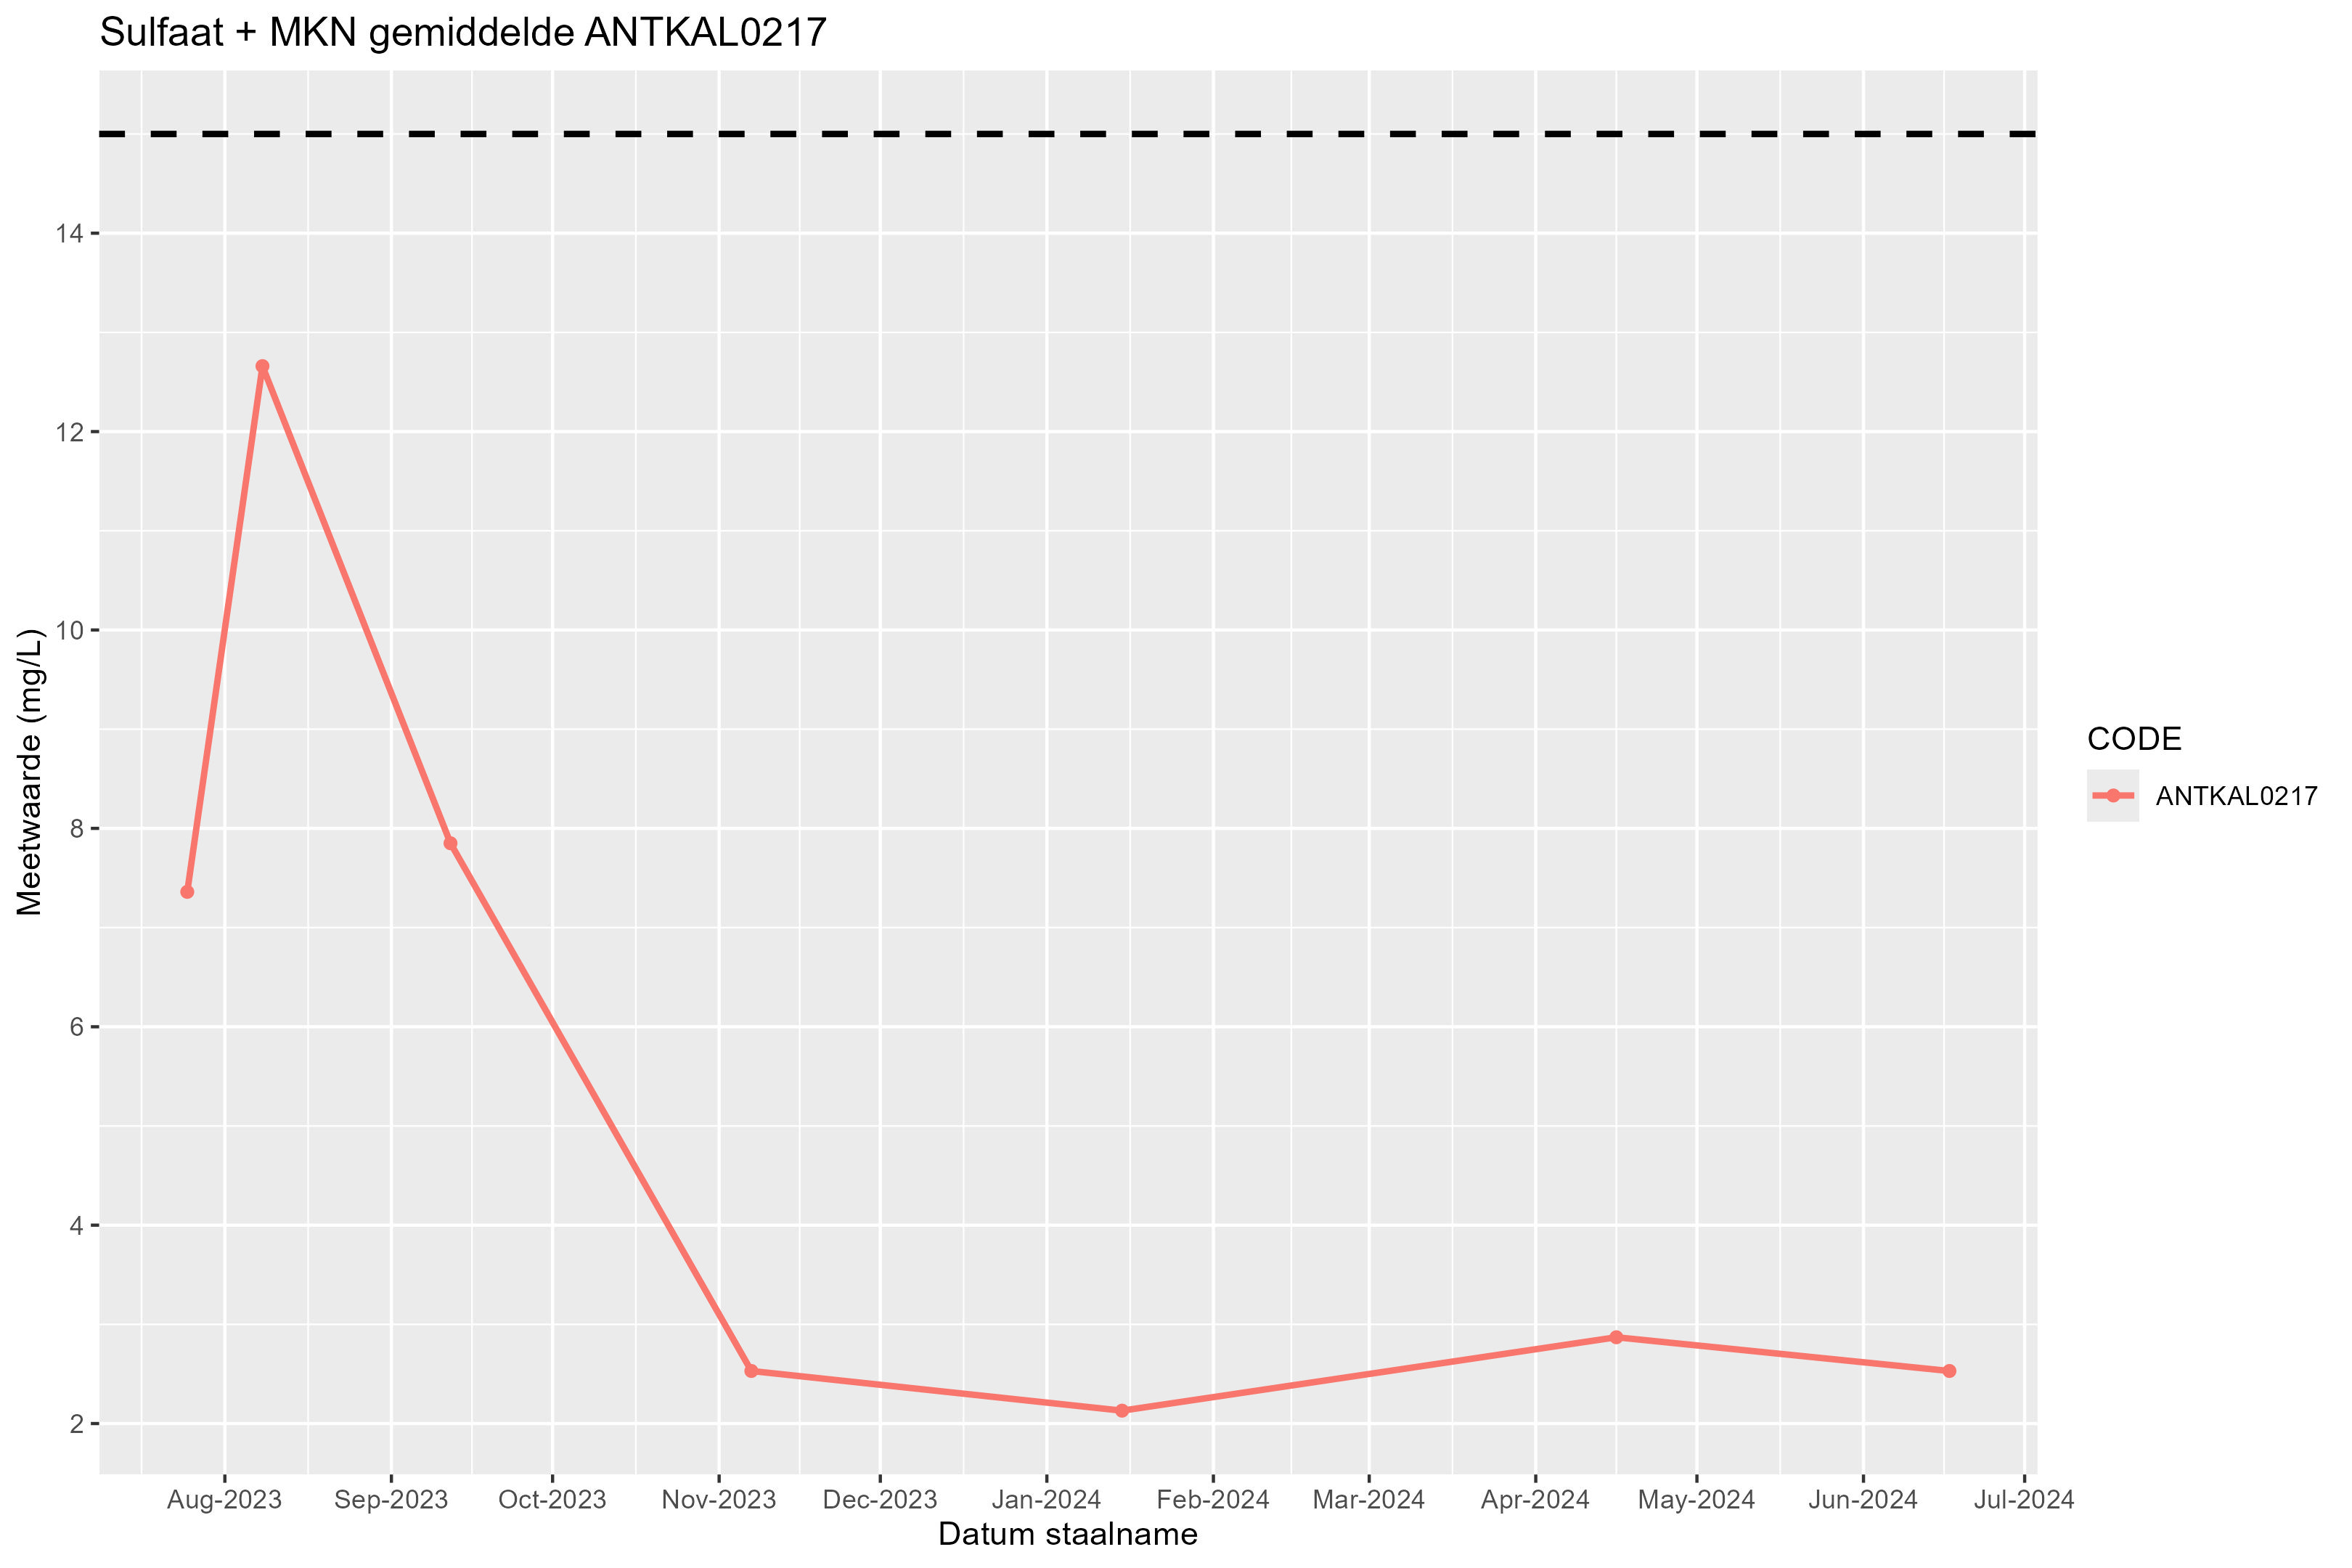 Sulfaat + MKN gemiddelde ANTKAL0217
Meetwaarde (mg/L)
14
12
10
8
6
4
2
Aug-2023 Sep-2023 Oct-2023 Nov-2023 Dec-2023 Jan-2024 Feb-2024 Mar-2024 Apr-2024 May-2024 Jun-2024 Jul-2024
Datum staalname
CODE
ANTKAL0217